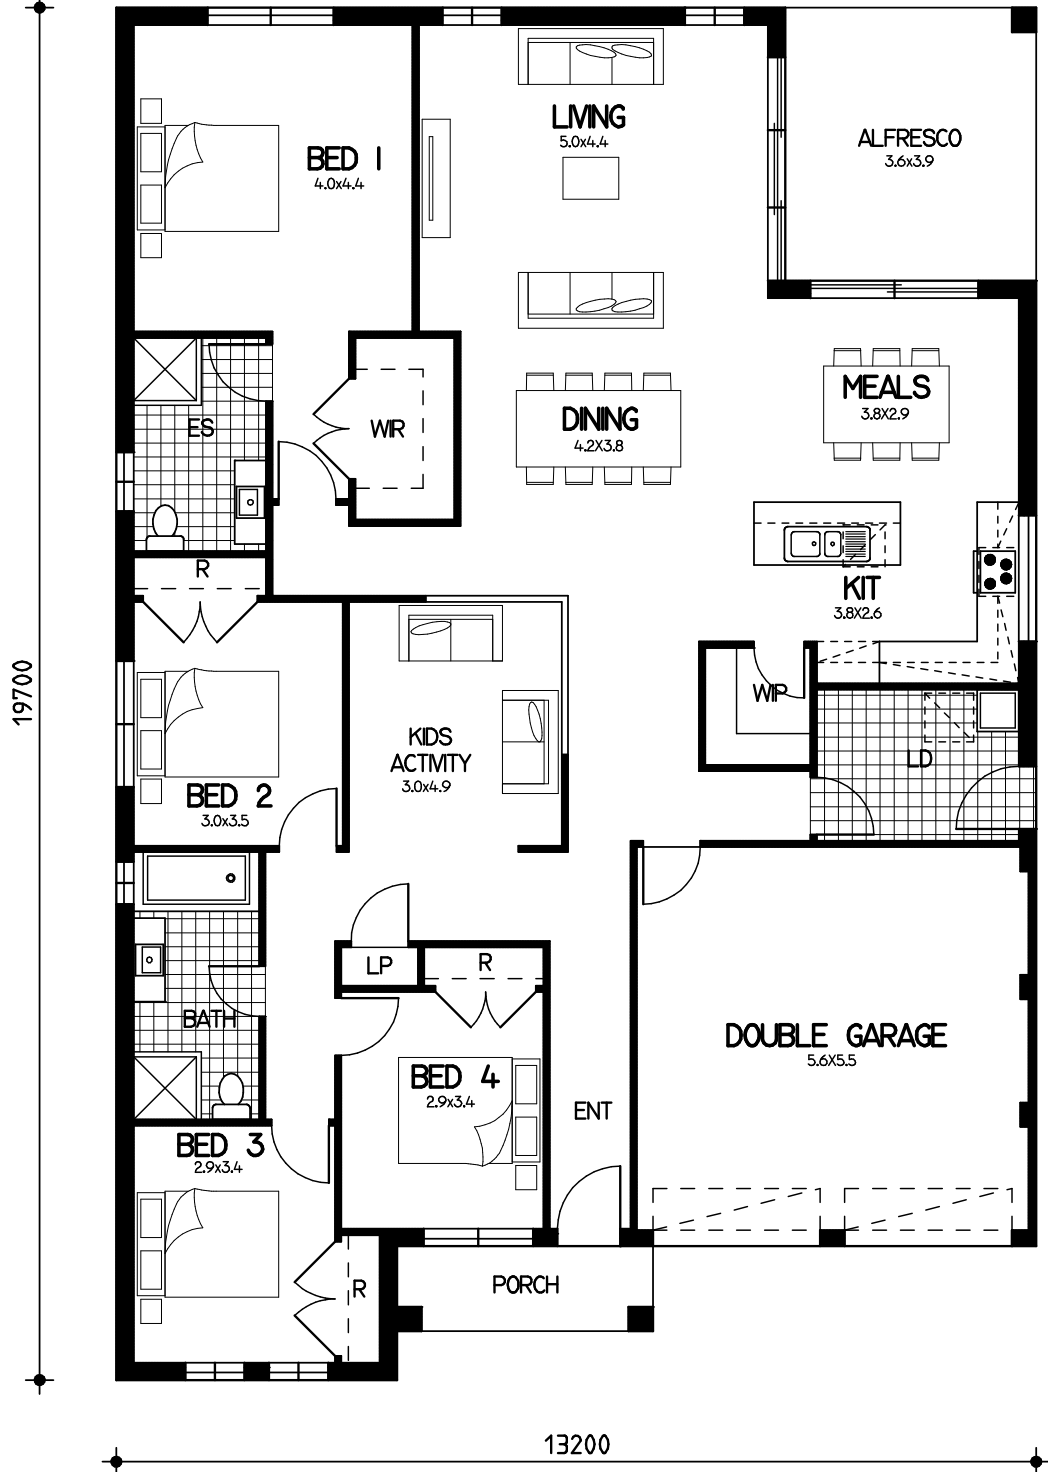 LIVING
5.0x4.4
ALFRESCO
3.6x3.9
BED 1
4.0x4.4
MEALS
3.8X2.9
DINING
4.2X3.8
ES
WIR
R
KIT
3.8X2.6
19700
WIP
KIDS
ACTIVITY
3.0x4.9
LD
BED 2
3.0x3.5
LP
R
BATH
DOUBLE GARAGE
5.6X5.5
BED 4
2.9x3.4
ENT
BED 3
2.9x3.4
R
PORCH
13200